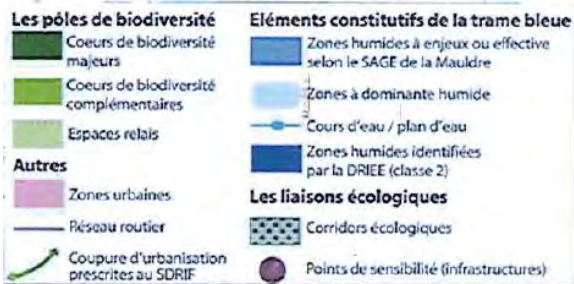 Les pôles de biodiversité
Coeurs de biodiversité
majeurs
Coeurs de biodiversité
complémentaires
Espaces relais
Autres
Zones urbaines
Réseau routier
Coupure d'urbanisation
prescrites au SDRIF
Eléments constitutifs de la trame bleue
Zones humides à enjeux ou effective
selon le SAGE de la Mauldre
Zones à dominante humide
Cours d'eau / plan d'eau
Zones humides identifiées
par la DRIEE (classe 2)
Les liaisons écologiques
Corridors écologiques
Points de sensibilité (infrastructures)